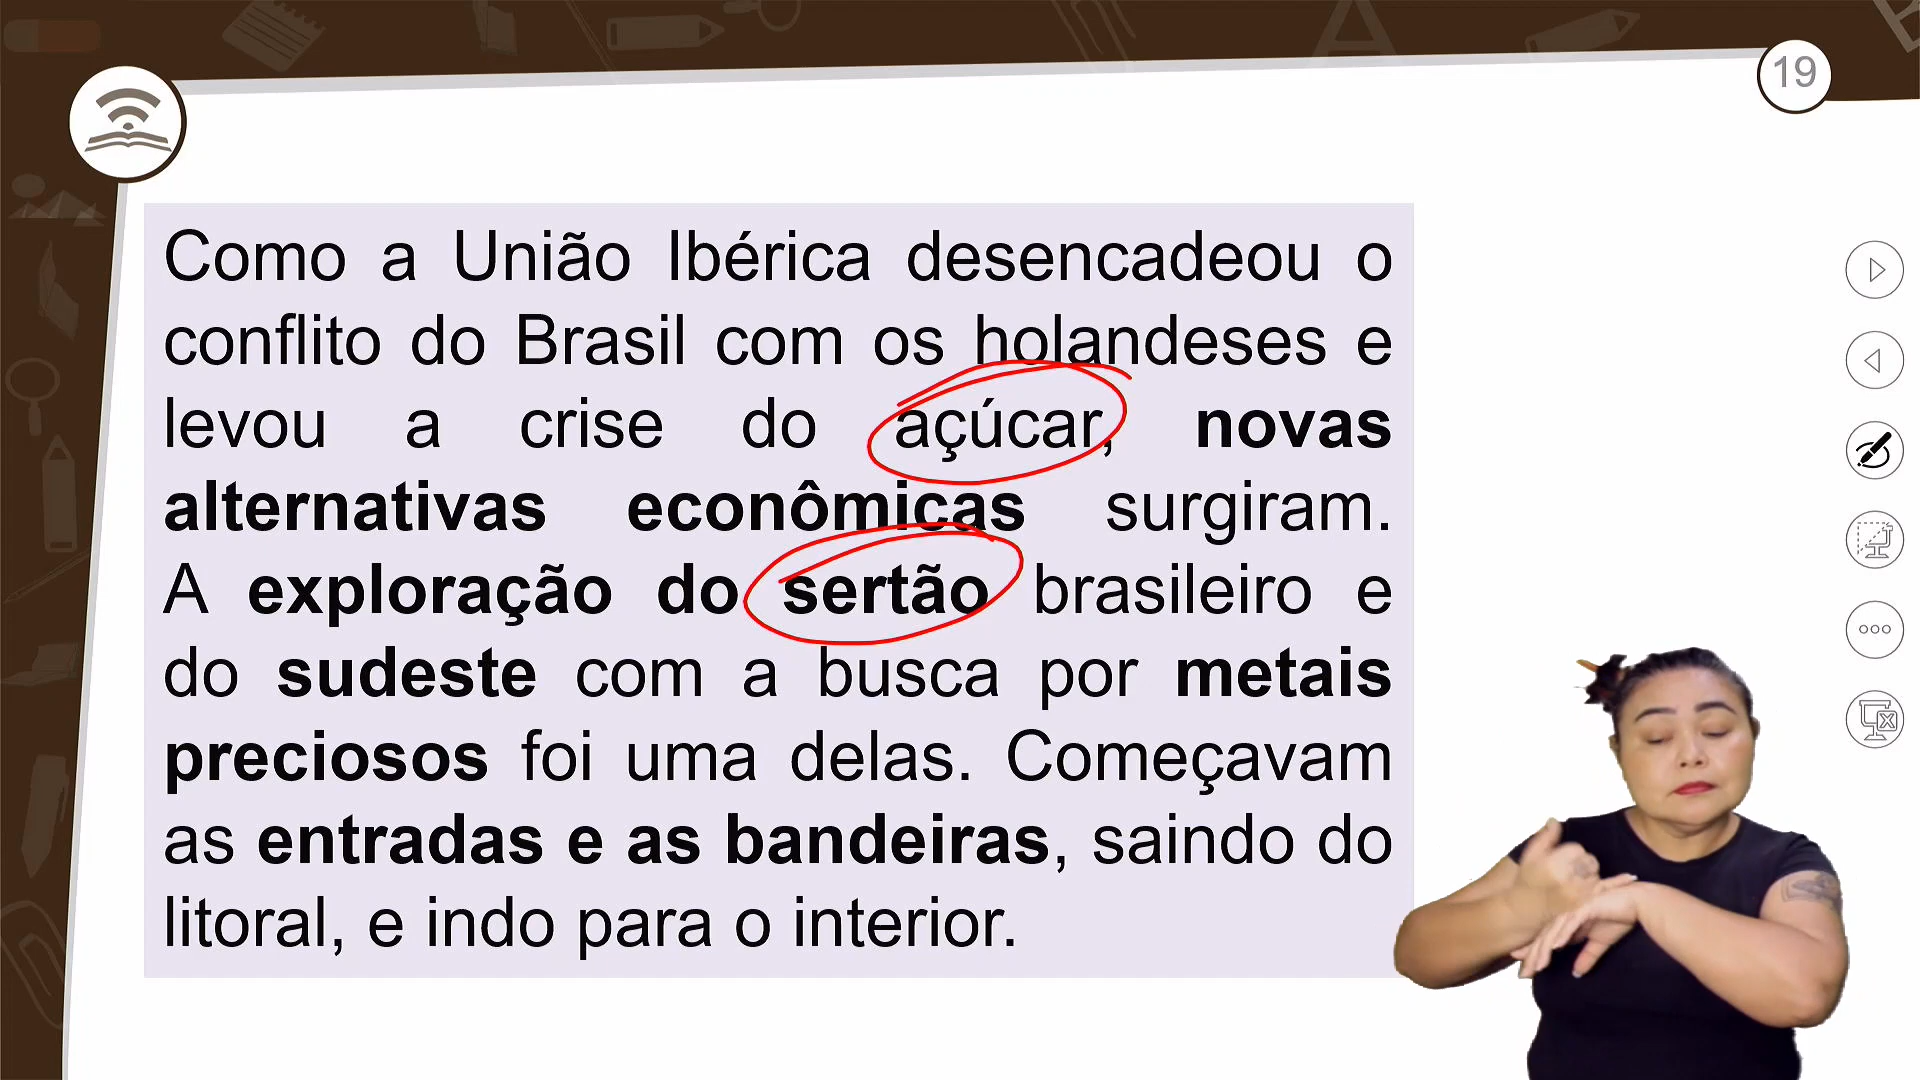 19
Como a União Ibérica desencadeou o
conflito do Brasil com os holandeses e
levou a crise do açúcar, novas
alternativas econômicas surgiram.
A exploração do sertão brasileiro e
do sudeste com a busca por metais
preciosos foi uma delas. Começavam
as entradas e as bandeiras, saindo do
litoral, e indo para o interior.